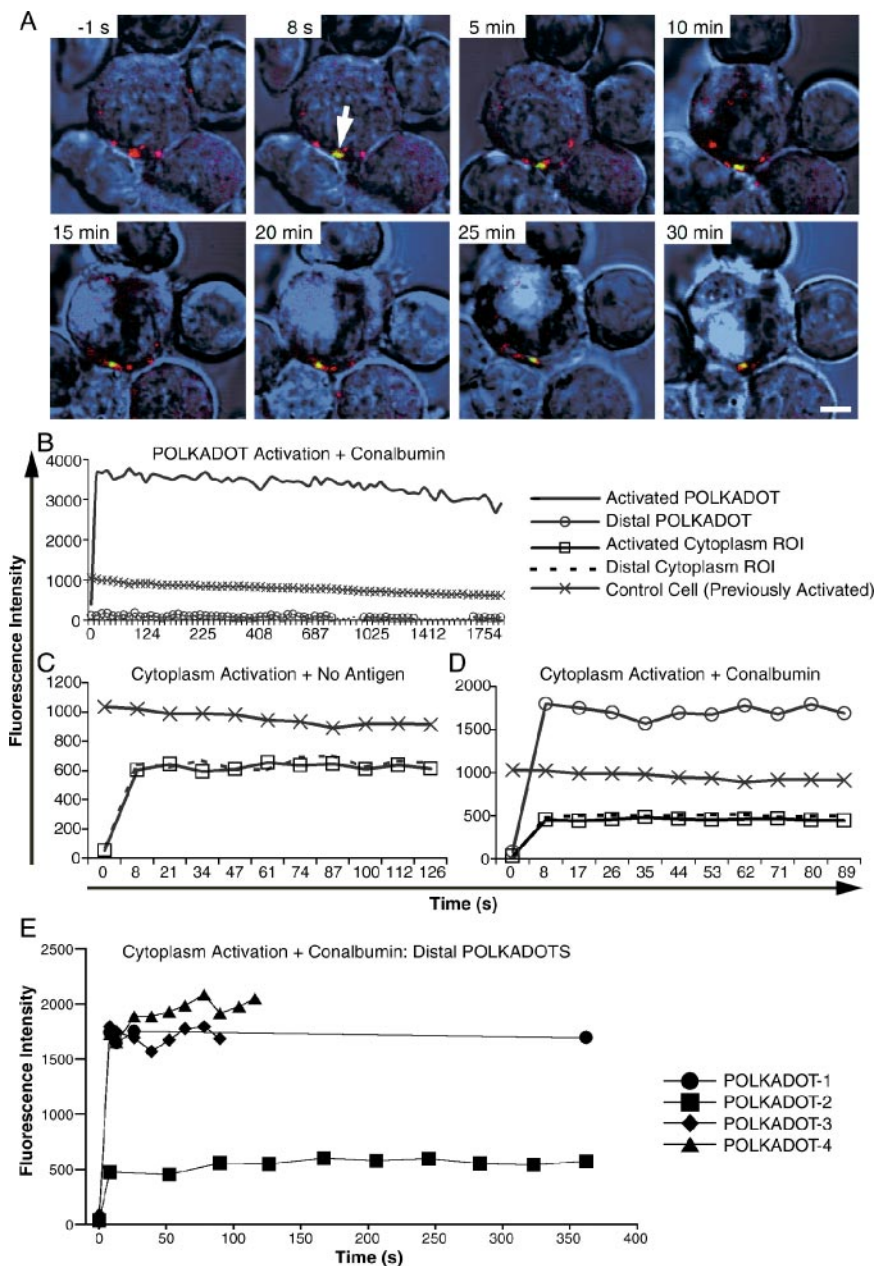 A
-1 s
8 s
5 min
10 min
15 min
20 min
25 min
30 min
B
POLKADOT Activation + Conalbumin
4000
3000
2000
1000
0
0 124 225 408 687 1025 1412 1754
Activated POLKADOT
Distal POLKADOT
Activated Cytoplasm ROI
Distal Cytoplasm ROI
Control Cell (Previously Activated)
Fluorescence Intensity
C
Cytoplasm Activation + No Antigen
1200
1000
800
600
400
200
0
0 8 21 34 47 61 74 87 100 112 126
D
Cytoplasm Activation + Conalbumin
2000
1500
1000
500
0
0 8 17 26 35 44 53 62 71 80 89
Time (s)
E
Cytoplasm Activation + Conalbumin: Distal POLKADOTS
2500
2000
1500
1000
500
0
Fluorescence Intensity
0 50 100 150 200 250 300 350 400
Time (s)
POLKADOT-1
POLKADOT-2
POLKADOT-3
POLKADOT-4